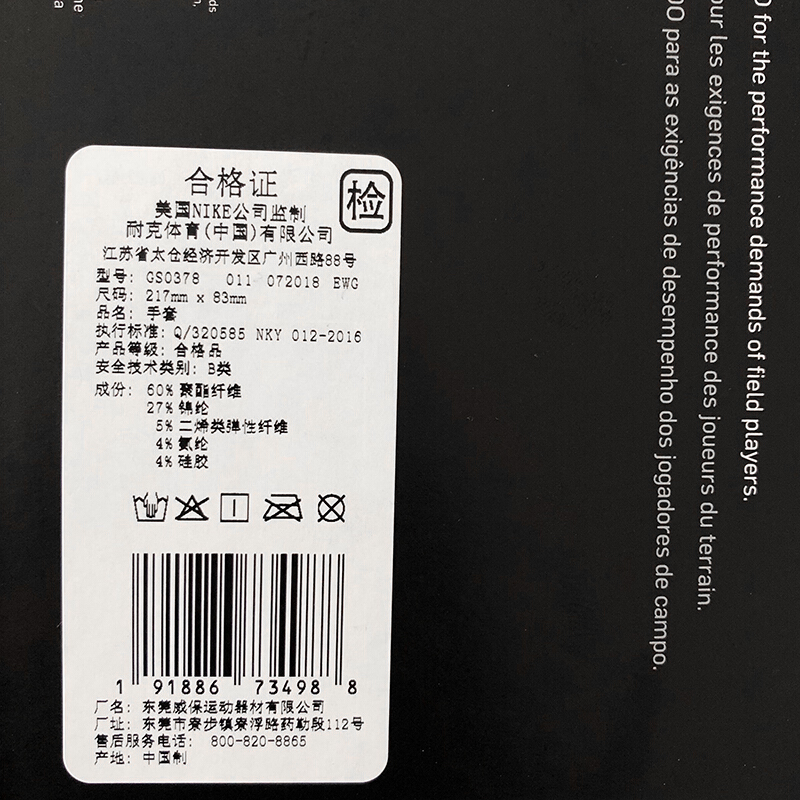 合格证
检
美国NIKE公司监制
耐克体育(中国)有限公司
江苏省太仓经济开发区广州西路88号
型号: GS0378 011 072018 EWG
尺码: 217mm x 83mm
品名: 手套
执行标准: Q/320585 NKY 012-2016
产品等级: 合格品
安全技术类别: B类
成份: 60% 聚酯纤维
27% 锦纶
5% 二烯类弹性纤维
4% 氨纶
4% 硅胶
1 91886 73498 8
厂名: 东莞威保运动器材有限公司
厂址: 东莞市寮步镇寮浮路药勒段112号
售后服务电话: 800-820-8865
产地: 中国制
for the performance demands of field players.
our les exigences de performance des joueurs du terrain.
para as exigências de desempenho dos jogadores de campo.